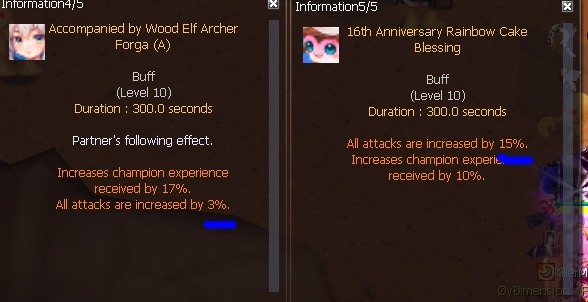 Information4/5
Accompanied by Wood Elf Archer
Forga (A)
Buff
(Level 10)
Duration : 300.0 seconds
Partner's following effect.
Increases champion experience
received by 17%.
All attacks are increased by 3%.
Information5/5
16th Anniversary Rainbow Cake
Blessing
Buff
(Level 10)
Duration : 300.0 seconds
All attacks are increased by 15%.
Increases champion experie
received by 10%.